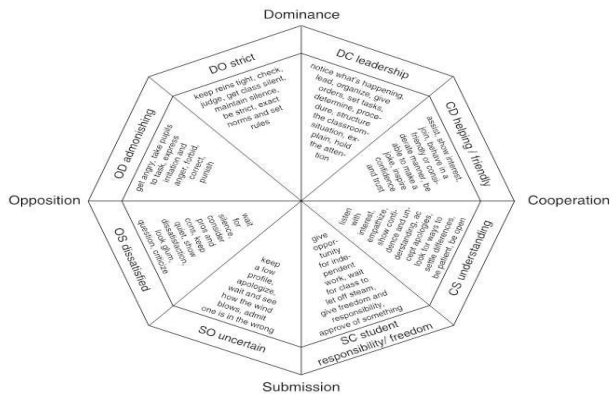 Dominance
DO strict
keep reins tight, check,
judge, get class silent,
maintain silence,
be strict, exact
norms and set
rules
DC leadership
notice what's happening,
lead, organize, give
orders, set tasks,
determine, proce-
dure, structure
the classroom-
situation, ex-
plain, hold
the atten-
tion
CD helping / friendly
assist, show interest,
join, behave in a
friendly or consi-
derate manner, be
able to make a
joke, inspire
confidence
and trust
Cooperation
CS understanding
listen
with
interest,
empathize,
show confi-
dence and un-
derstanding, ac
cept apologies,
look for ways to
settle differences,
be patient, be open
SC student
responsibility/ freedom
give
oppor-
tunity
for inde-
pendent
work, wait
for class to
let off steam,
give freedom and
responsibility,
approve of something
Submission
SO uncertain
keep
a low
profile,
apologize,
wait and see
how the wind
blows, admit
one is in the wrong
OS dissatisfied
wait
for
silence,
consider
pros and
cons, keep
quiet, show
dissatisfaction,
look glum,
question, criticize
Opposition
OD admonishing
get angry, take pupils
to task, express
irritation and
anger, forbid,
correct,
punish